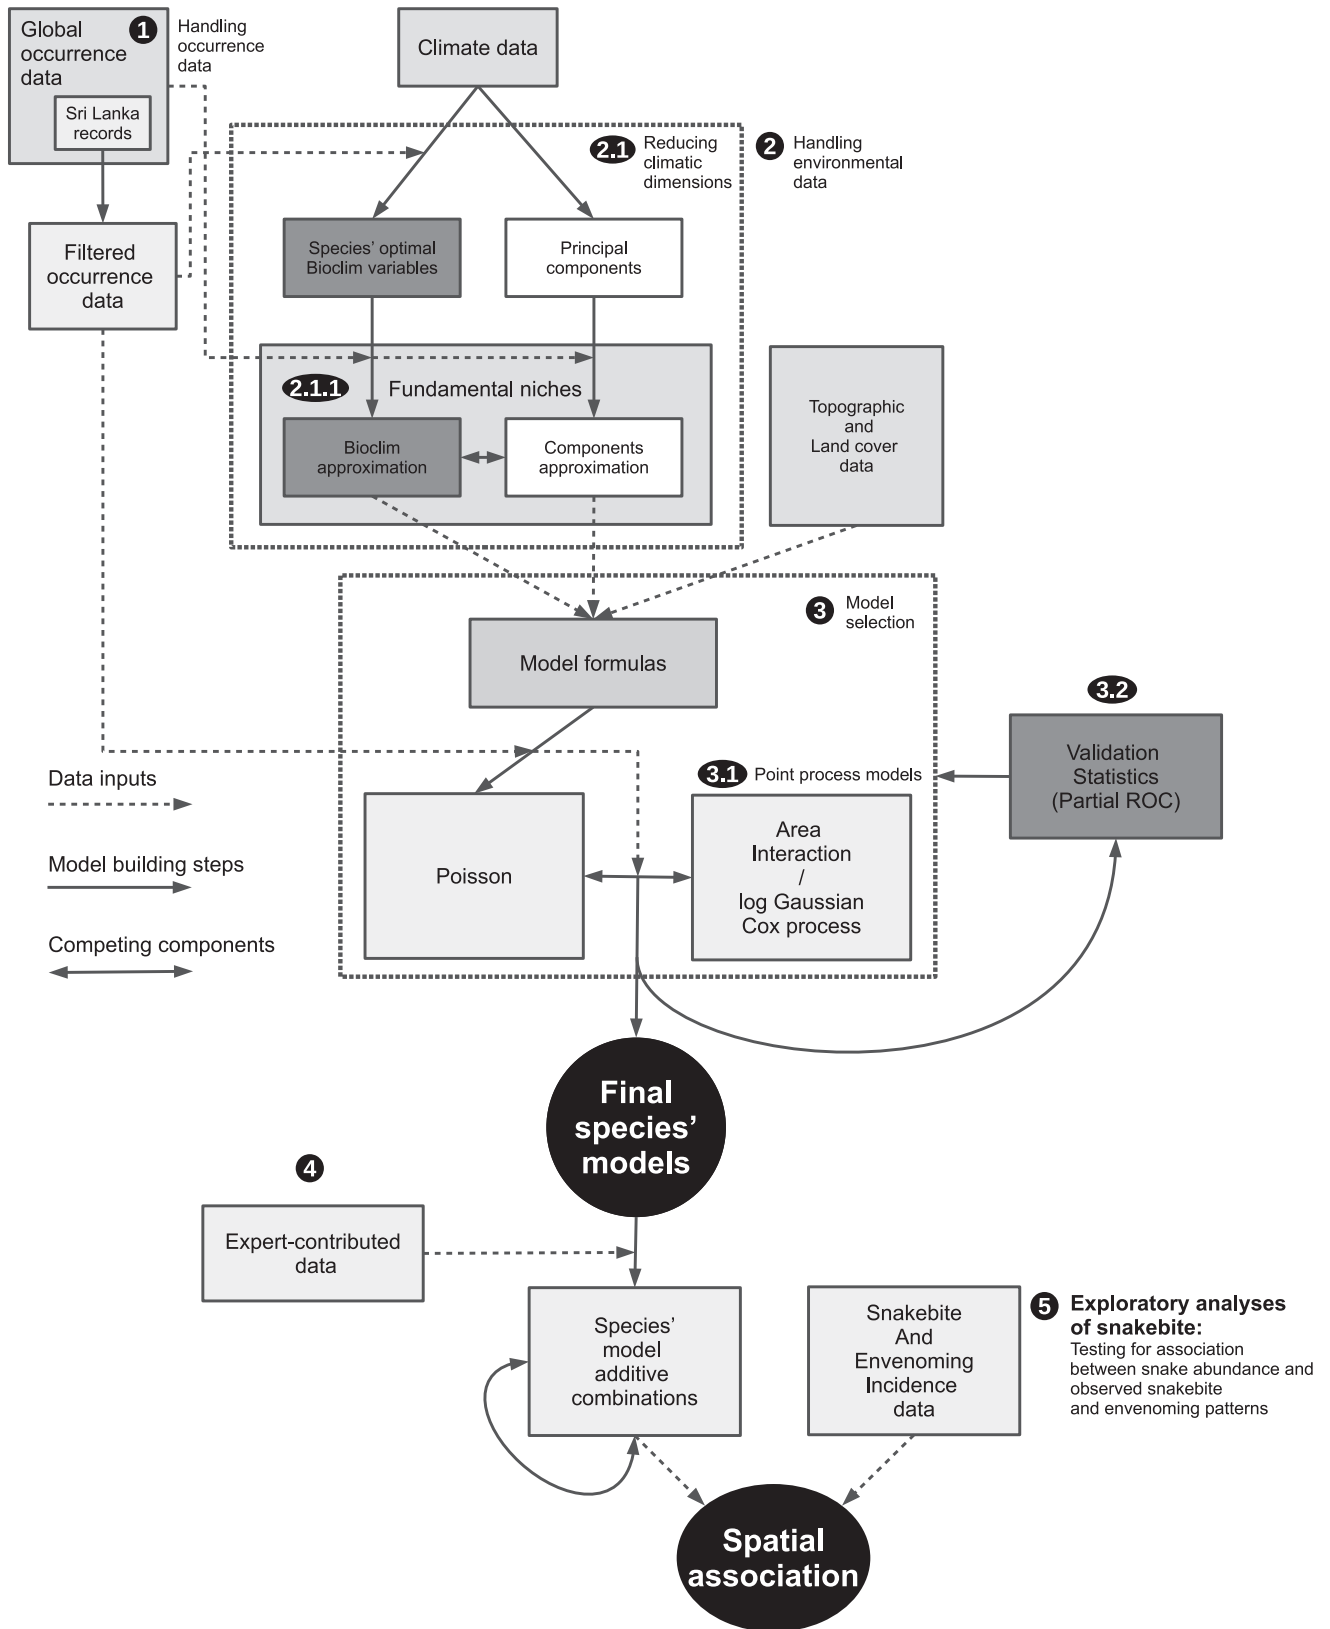 Global
occurrence
data
1
Handling
occurrence
data
Sri Lanka
records
Climate data
2.1
Reducing
climatic
dimensions
2
Handling
environmental
data
Filtered
occurrence
data
Species’ optimal
Bioclim variables
Principal
components
2.1.1
Fundamental niches
Bioclim
approximation
Components
approximation
Topographic
and
Land cover
data
3
Model
selection
Model formulas
3.2
Validation
Statistics
(Partial ROC)
3.1
Point process models
Poisson
Area
Interaction
/
log Gaussian
Cox process
Data inputs
Model building steps
Competing components
Final
species’
models
4
Expert-contributed
data
Species’
model
additive
combinations
Snakebite
And
Envenoming
Incidence
data
5
Exploratory analyses
of snakebite:
Testing for association
between snake abundance and
observed snakebite
and envenoming patterns
Spatial
association